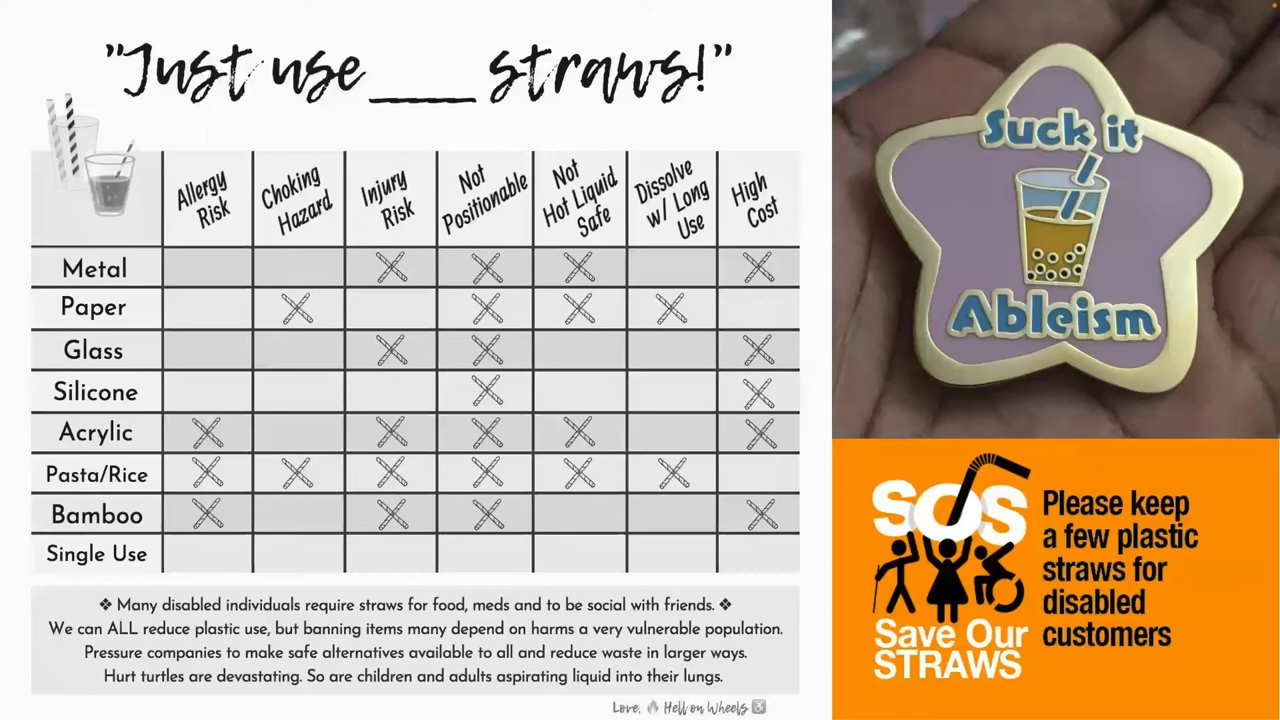 "Just use ___ straws!"
Allergy Risk
Choking Hazard
Injury Risk
Not Positionable
Not Hot Liquid Safe
Dissolve w/ Long Use
High Cost
Metal
Paper
Glass
Silicone
Acrylic
Pasta/Rice
Bamboo
Single Use
❖ Many disabled individuals require straws for food, meds and to be social with friends. ❖
We can ALL reduce plastic use, but banning items many depend on harms a very vulnerable population.
Pressure companies to make safe alternatives available to all and reduce waste in larger ways.
Hurt turtles are devastating. So are children and adults aspirating liquid into their lungs.
Love, 🔥 Hell on Wheels ♿
Suck it
Ableism
SOS
Save Our
STRAWS
Please keep
a few plastic
straws for
disabled
customers